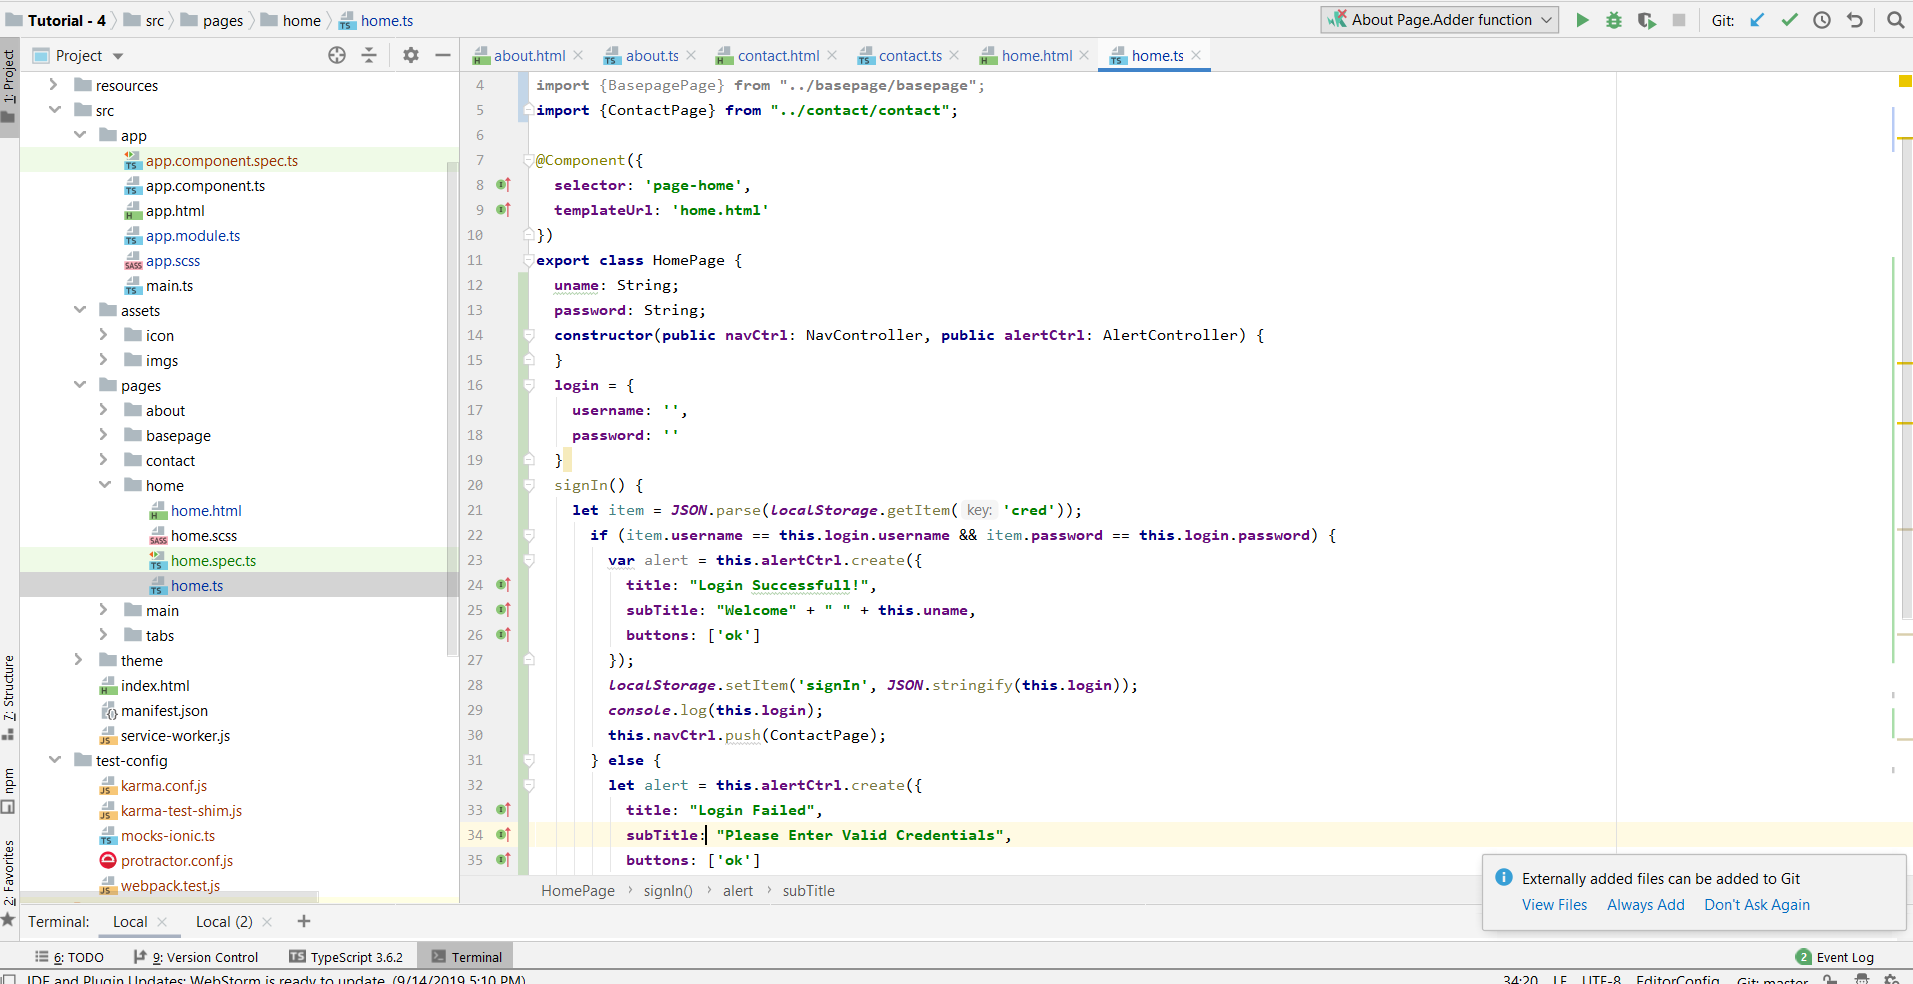 Tutorial - 4 src pages home home.ts
About Page.Adder function Git:
1: Project
Project
about.html about.ts contact.html contact.ts home.html home.ts
resources
src
app
app.component.spec.ts
app.component.ts
app.html
app.module.ts
app.scss
main.ts
assets
icon
imgs
pages
about
basepage
contact
home
home.html
home.scss
home.spec.ts
home.ts
main
tabs
theme
index.html
manifest.json
service-worker.js
test-config
karma.conf.js
karma-test-shim.js
mocks-ionic.ts
protractor.conf.js
webpack.test.js
7: Structure
npm
2: Favorites
4 import {BasepagePage} from "../basepage/basepage";
5 import {ContactPage} from "../contact/contact";
6
7 @Component({
8 selector: 'page-home',
9 templateUrl: 'home.html'
10 })
11 export class HomePage {
12 uname: String;
13 password: String;
14 constructor(public navCtrl: NavController, public alertCtrl: AlertController) {
15 }
16 login = {
17 username: '',
18 password: ''
19 }
20 signIn() {
21 let item = JSON.parse(localStorage.getItem( key: 'cred'));
22 if (item.username == this.login.username && item.password == this.login.password) {
23 var alert = this.alertCtrl.create({
24 title: "Login Successfull!",
25 subTitle: "Welcome" + " " + this.uname,
26 buttons: ['ok']
27 });
28 localStorage.setItem('signIn', JSON.stringify(this.login));
29 console.log(this.login);
30 this.navCtrl.push(ContactPage);
31 } else {
32 let alert = this.alertCtrl.create({
33 title: "Login Failed",
34 subTitle: "Please Enter Valid Credentials",
35 buttons: ['ok']
HomePage signIn() alert subTitle
Externally added files can be added to Git
View Files Always Add Don't Ask Again
Terminal: Local Local (2)
6: TODO 9: Version Control TypeScript 3.6.2 Terminal 2 Event Log
IDE and Plugin Updates: WebStorm is ready to update. (9/14/2019 5:10 PM) 34:20 LF UTF-8 EditorConfig Git: master